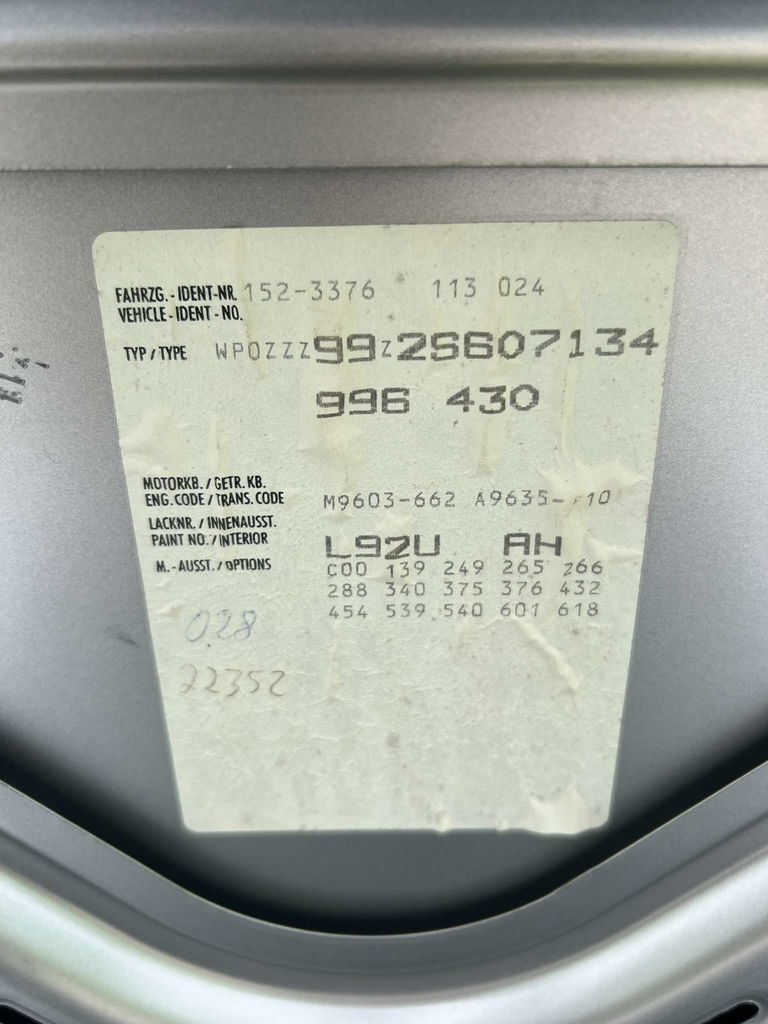 FAHRZG.-IDENT-NR. 152-3376 * 113 024
VEHICLE-IDENT-NO.
TYP/TYPE WP0ZZZ99Z2S607134
996 430
MOTORKB./GETR.KB.
ENG.CODE/TRANS.CODE M9603-662 A9635- 10
LACKNR./INNENAUSST.
PAINT NO./INTERIOR L92U AH
M.-AUSST./OPTIONS C00 139 249 265 266
288 340 375 376 432
454 539 540 601 618
028
22352